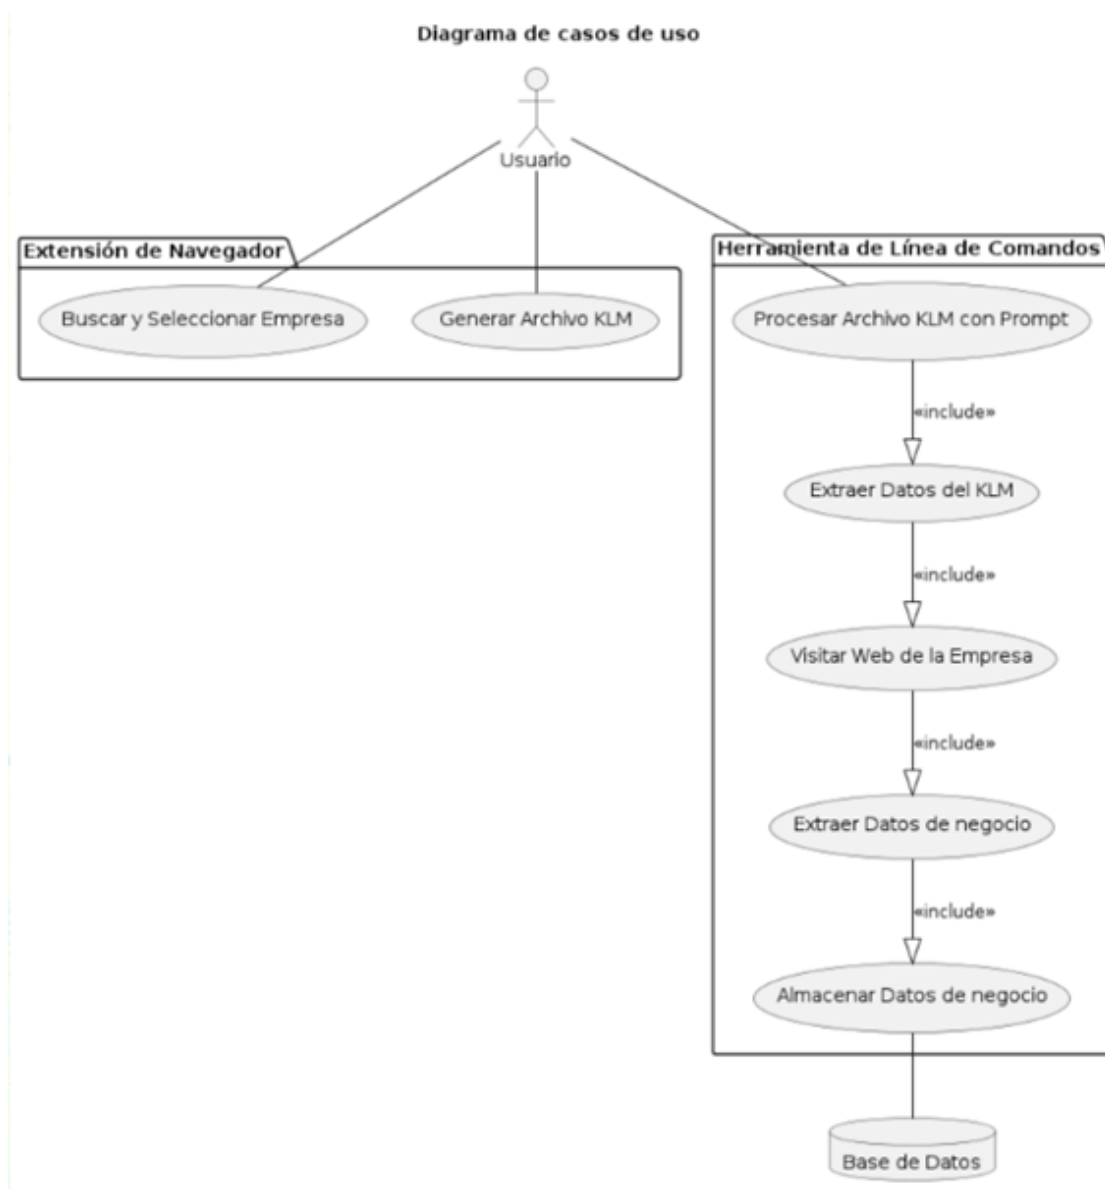 Diagrama de casos de uso
Usuario
Extensión de Navegador
Herramienta de Línea de Comandos
Buscar y Seleccionar Empresa
Generar Archivo KLM
Procesar Archivo KLM con Prompt
«include»
Extraer Datos del KLM
«include»
Visitar Web de la Empresa
«include»
Extraer Datos de negocio
«include»
Almacenar Datos de negocio
Base de Datos